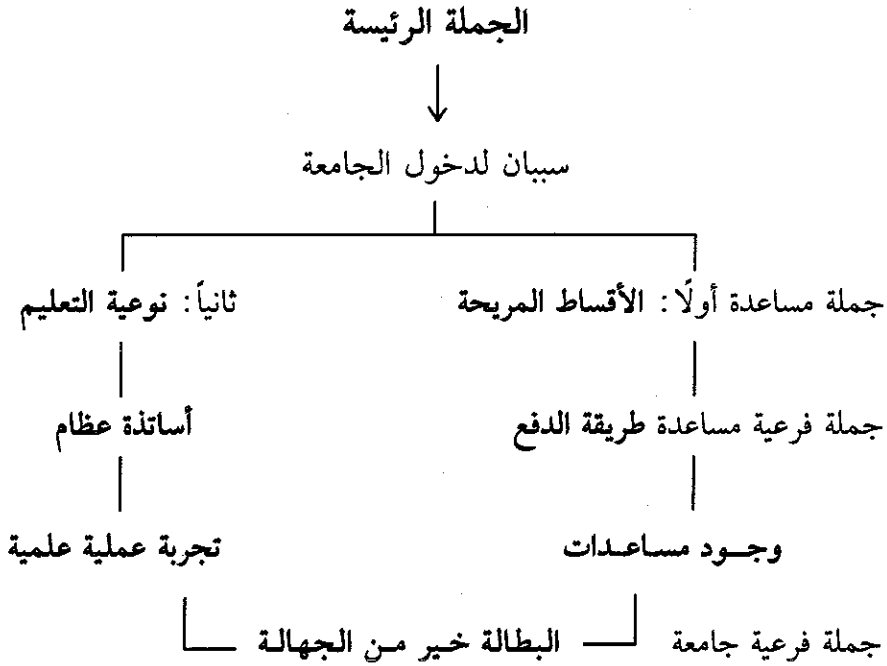 الجملة الرئيسة
سببان لدخول الجامعة
جملة مساعدة أولًا: الأقساط المريحة ثانياً: نوعية التعليم
جملة فرعية مساعدة طريقة الدفع أساتذة عظام
وجود مساعدات تجربة عملية علمية
جملة فرعية جامعة البطالة خير من الجهالة